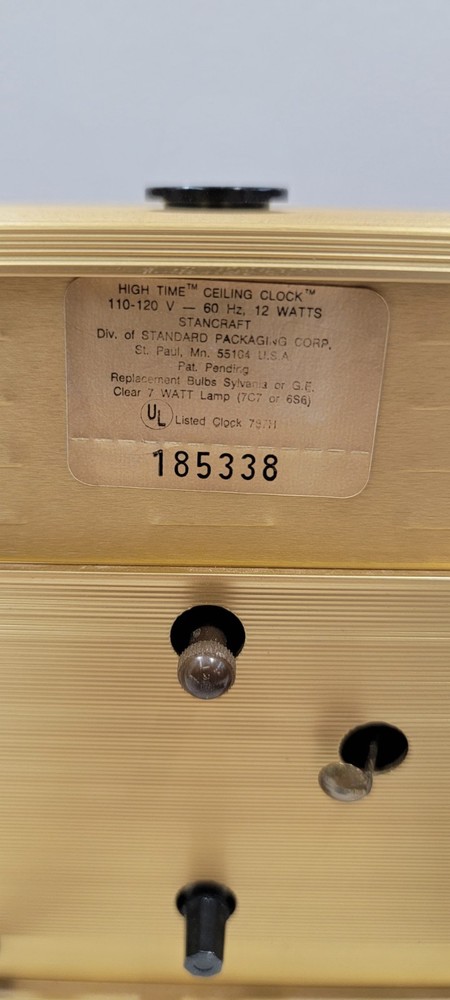 HIGH TIME™ CEILING CLOCK™
110-120 V — 60 Hz, 12 WATTS
STANCRAFT
Div. of STANDARD PACKAGING CORP.
St. Paul, Mn. 55104 U.S.A.
Pat. Pending
Replacement Bulbs Sylvania or G.E.
Clear 7 WATT Lamp (7C7 or 6S6)
UL Listed Clock
185338